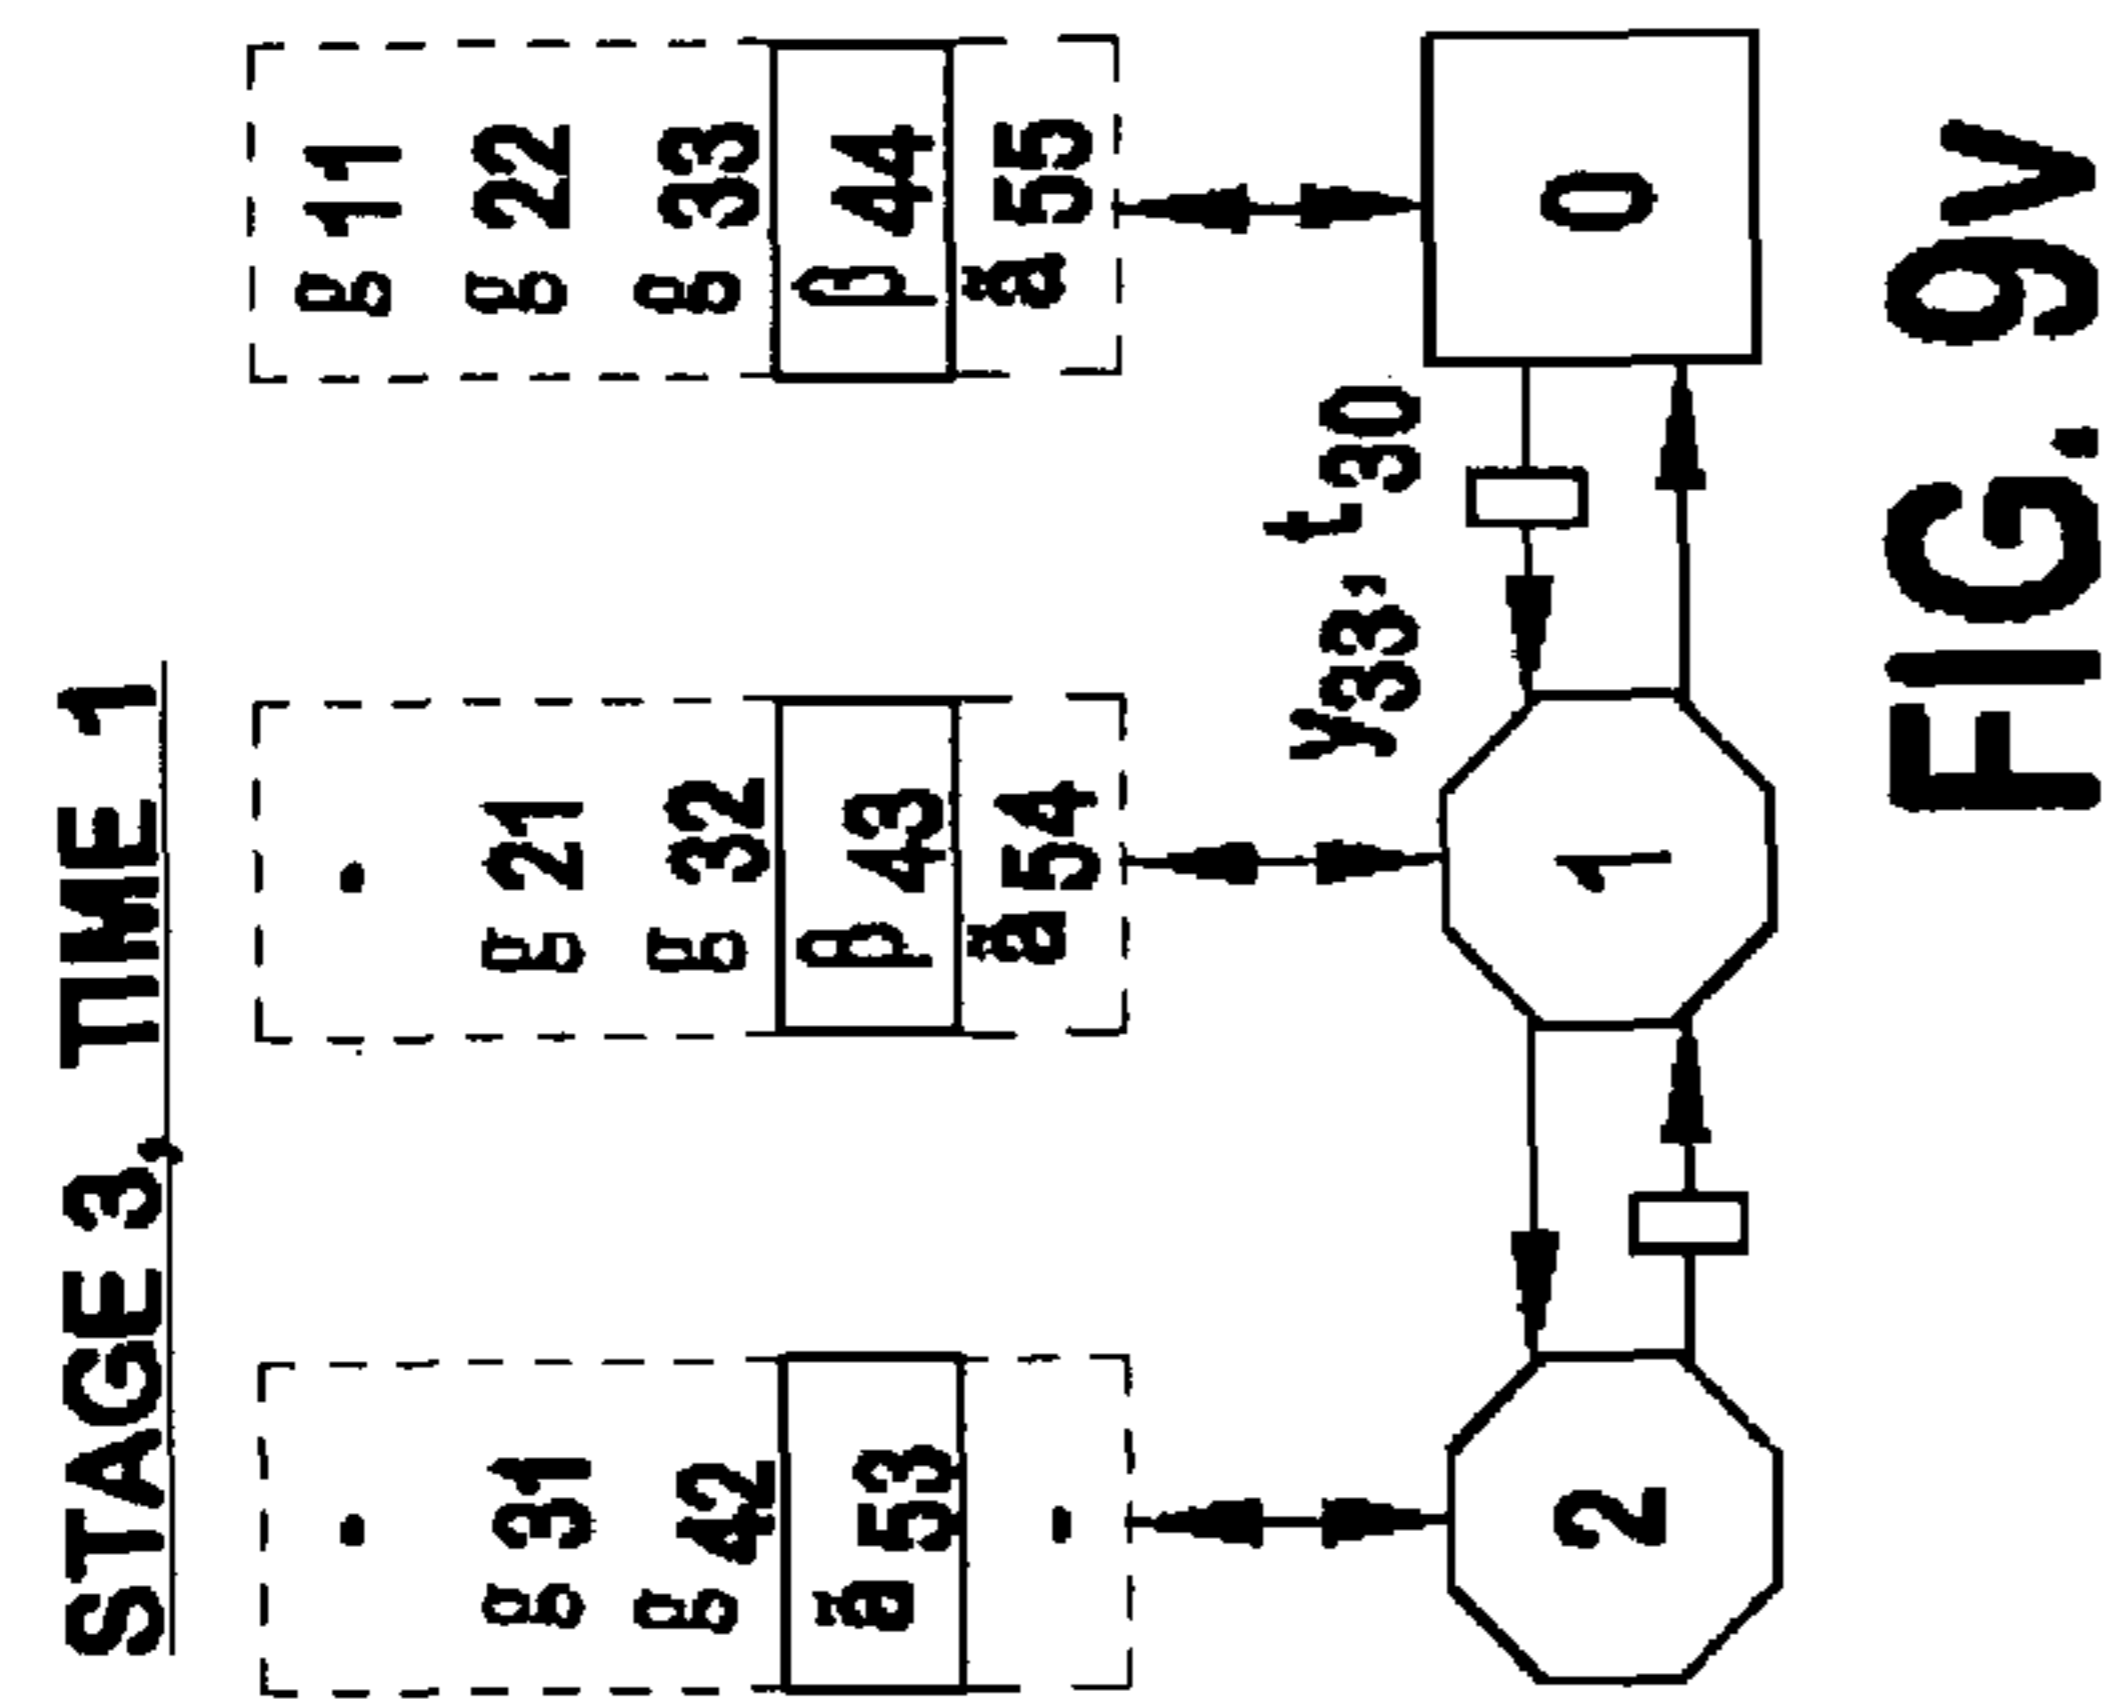 STAGE 3, TIME 1
• • g 11
g 31 g 21 g 22
g 42 g 32 g 33
53 43 44
• 54 55
y33, t30
2 1 0
FIG. 9v